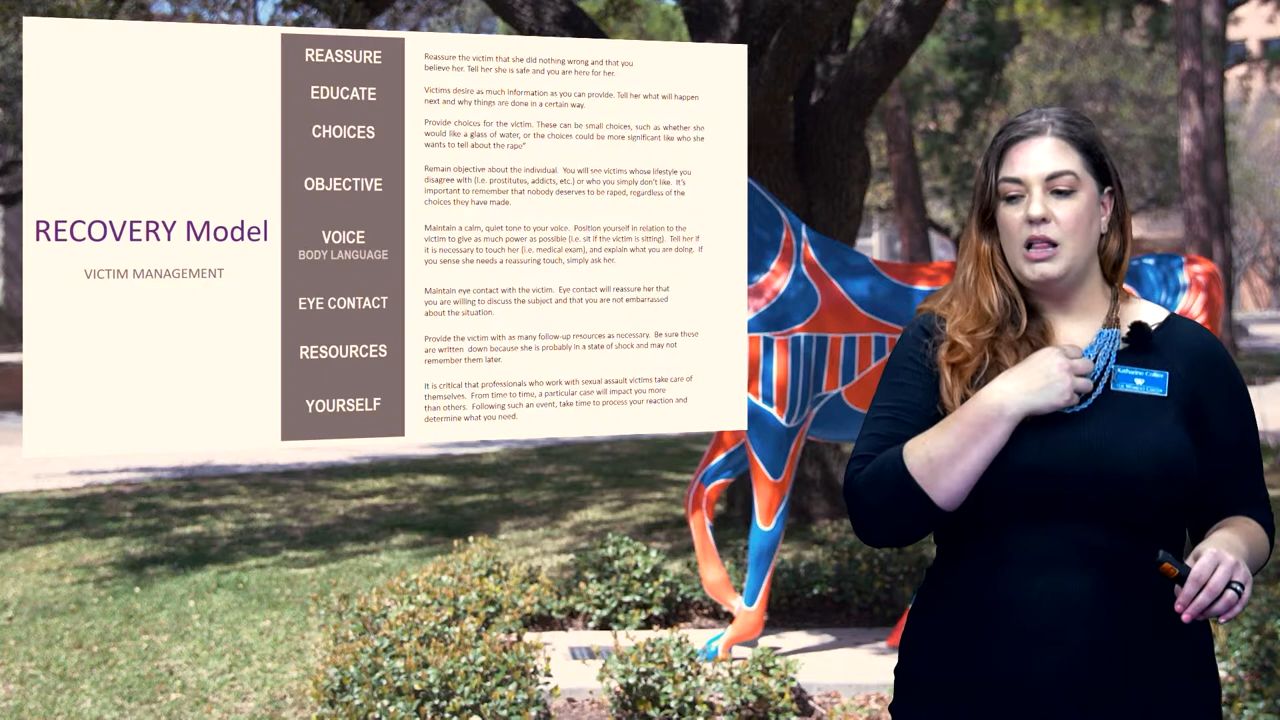 RECOVERY Model
VICTIM MANAGEMENT
REASSURE
Reassure the victim that she did nothing wrong and that you
believe her. Tell her she is safe and you are here for her.
EDUCATE
Victims desire as much information as you can provide. Tell her what will happen
next and why things are done in a certain way.
CHOICES
Provide choices for the victim. These can be small choices, such as whether she
would like a glass of water, or the choices could be more significant like who she
wants to tell about the rape"
OBJECTIVE
Remain objective about the individual. You will see victims whose lifestyle you
disagree with (i.e. prostitutes, addicts, etc.) or who you simply don't like. It's
important to remember that nobody deserves to be raped, regardless of the
choices they have made.
VOICE
BODY LANGUAGE
Maintain a calm, quiet tone to your voice. Position yourself in relation to the
victim to give as much power as possible (i.e. sit if the victim is sitting). Tell her if
it is necessary to touch her (i.e. medical exam), and explain what you are doing. If
you sense she needs a reassuring touch, simply ask her.
EYE CONTACT
Maintain eye contact with the victim. Eye contact will reassure her that
you are willing to discuss the subject and that you are not embarrassed
about the situation.
RESOURCES
Provide the victim with as many follow-up resources as necessary. Be sure these
are written down because she is probably in a state of shock and may not
remember them later.
YOURSELF
It is critical that professionals who work with sexual assault victims take care of
themselves. From time to time, a particular case will impact you more
than others. Following such an event, take time to process your reaction and
determine what you need.
Katharine